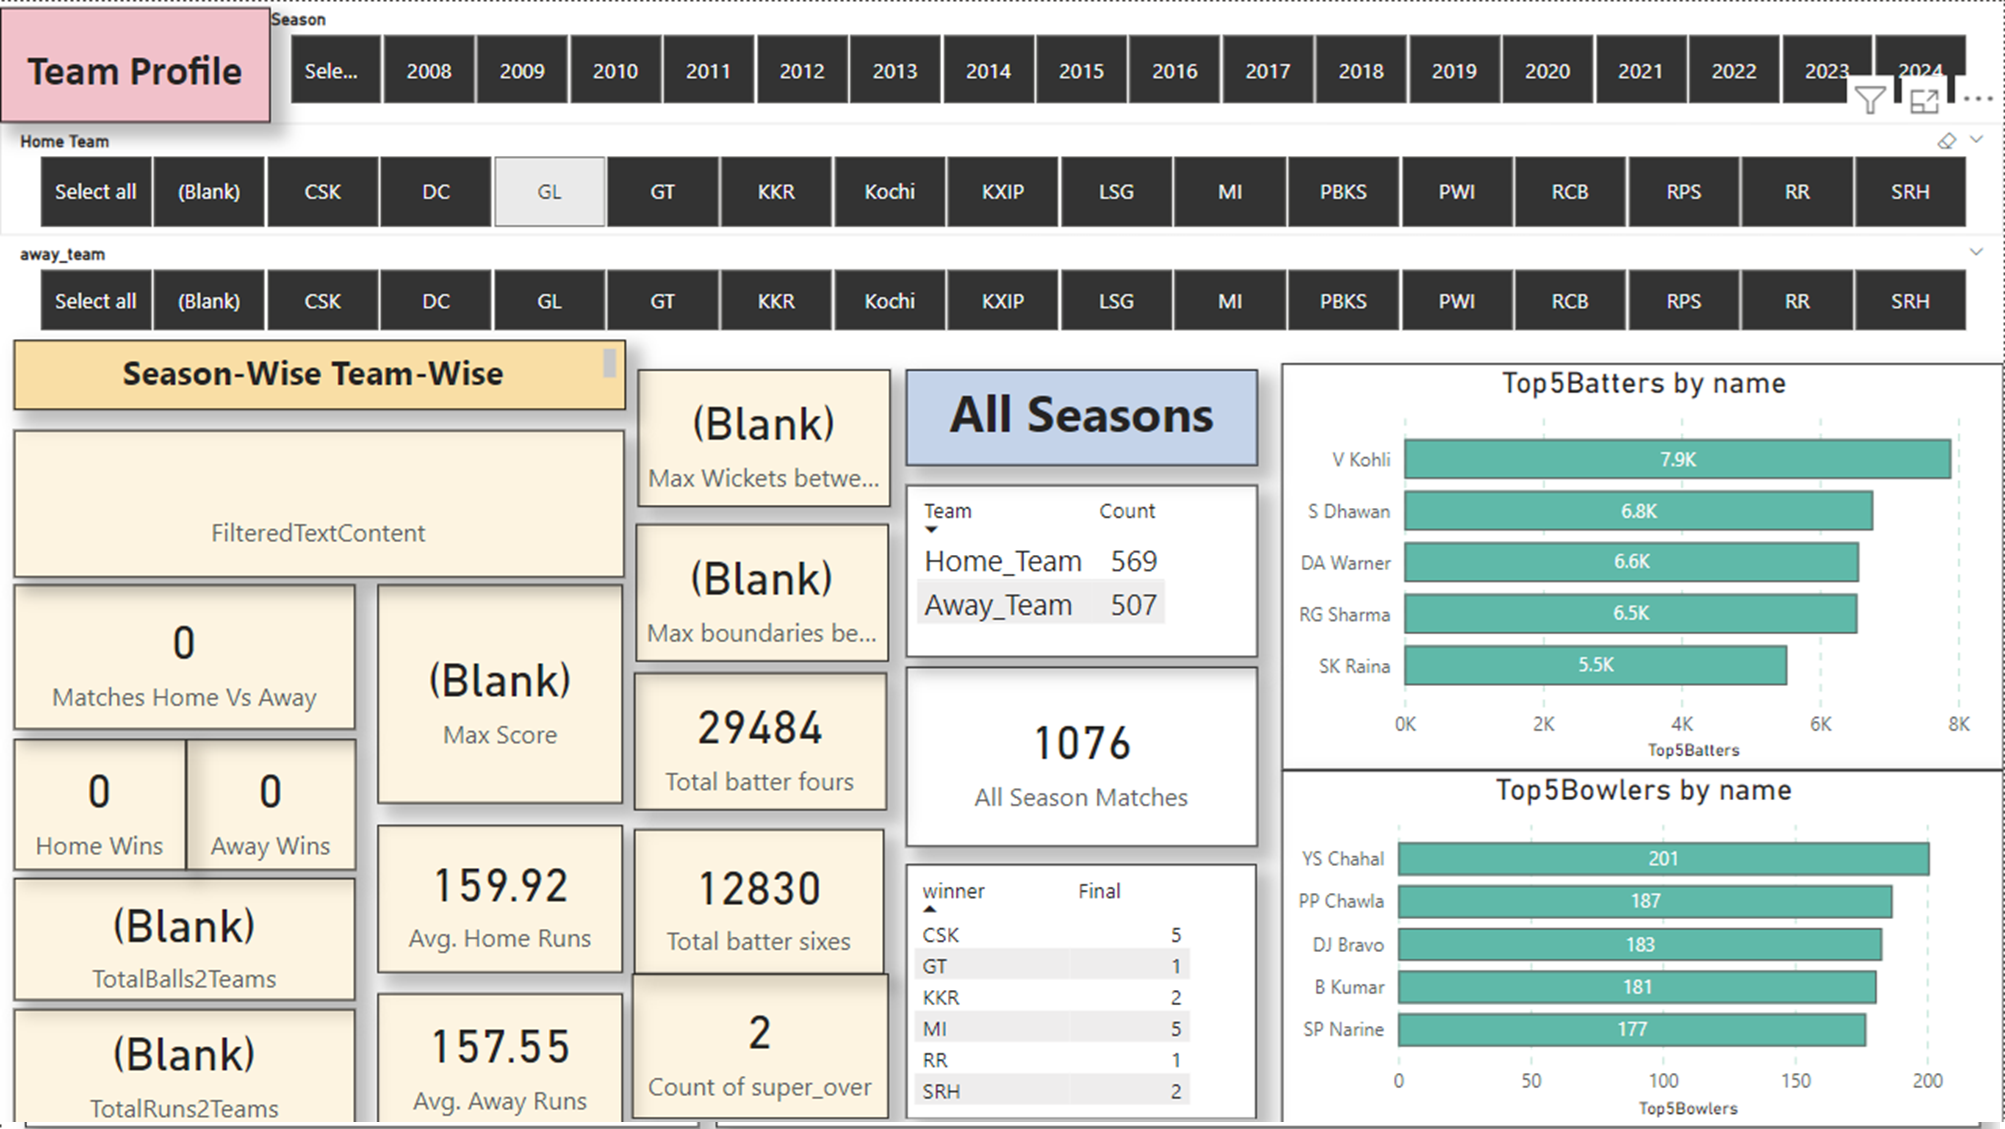 Team Profile
Season
Sele... 2008 2009 2010 2011 2012 2013 2014 2015 2016 2017 2018 2019 2020 2021 2022 2023 2024
Home Team
Select all (Blank) CSK DC GL GT KKR Kochi KXIP LSG MI PBKS PWI RCB RPS RR SRH
away_team
Select all (Blank) CSK DC GL GT KKR Kochi KXIP LSG MI PBKS PWI RCB RPS RR SRH
Season-Wise Team-Wise
FilteredTextContent
0
Matches Home Vs Away
0
Home Wins
0
Away Wins
(Blank)
TotalBalls2Teams
(Blank)
TotalRuns2Teams
(Blank)
Max Score
159.92
Avg. Home Runs
157.55
Avg. Away Runs
(Blank)
Max Wickets betwe...
(Blank)
Max boundaries be...
29484
Total batter fours
12830
Total batter sixes
2
Count of super_over
All Seasons
Team Count
Home_Team 569
Away_Team 507
1076
All Season Matches
winner Final
CSK 5
GT 1
KKR 2
MI 5
RR 1
SRH 2
Top5Batters by name
V Kohli 7.9K
S Dhawan 6.8K
DA Warner 6.6K
RG Sharma 6.5K
SK Raina 5.5K
0K 2K 4K 6K 8K
Top5Batters
Top5Bowlers by name
YS Chahal 201
PP Chawla 187
DJ Bravo 183
B Kumar 181
SP Narine 177
0 50 100 150 200
Top5Bowlers